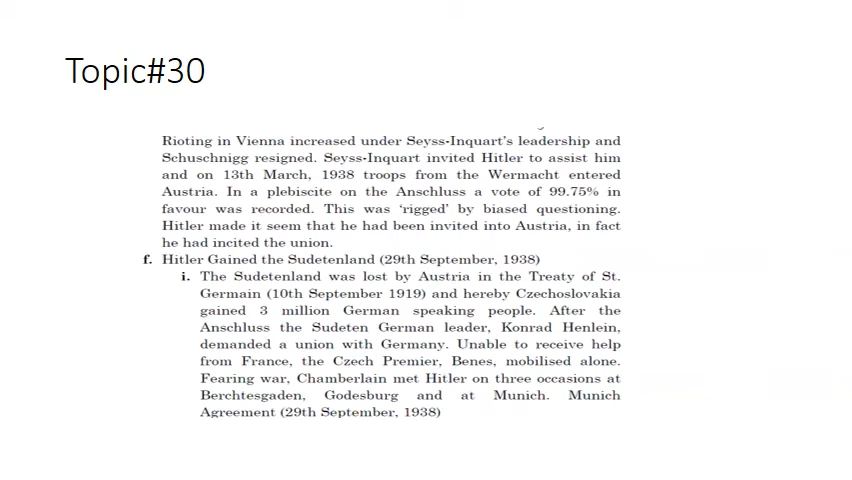 Topic#30
Rioting in Vienna increased under Seyss-Inquart's leadership and
Schuschnigg resigned. Seyss-Inquart invited Hitler to assist him
and on 13th March, 1938 troops from the Wermacht entered
Austria. In a plebiscite on the Anschluss a vote of 99.75% in
favour was recorded. This was 'rigged' by biased questioning.
Hitler made it seem that he had been invited into Austria, in fact
he had incited the union.
f. Hitler Gained the Sudetenland (29th September, 1938)
i. The Sudetenland was lost by Austria in the Treaty of St.
Germain (10th September 1919) and hereby Czechoslovakia
gained 3 million German speaking people. After the
Anschluss the Sudeten German leader, Konrad Henlein,
demanded a union with Germany. Unable to receive help
from France, the Czech Premier, Benes, mobilised alone.
Fearing war, Chamberlain met Hitler on three occasions at
Berchtesgaden, Godesburg and at Munich. Munich
Agreement (29th September, 1938)